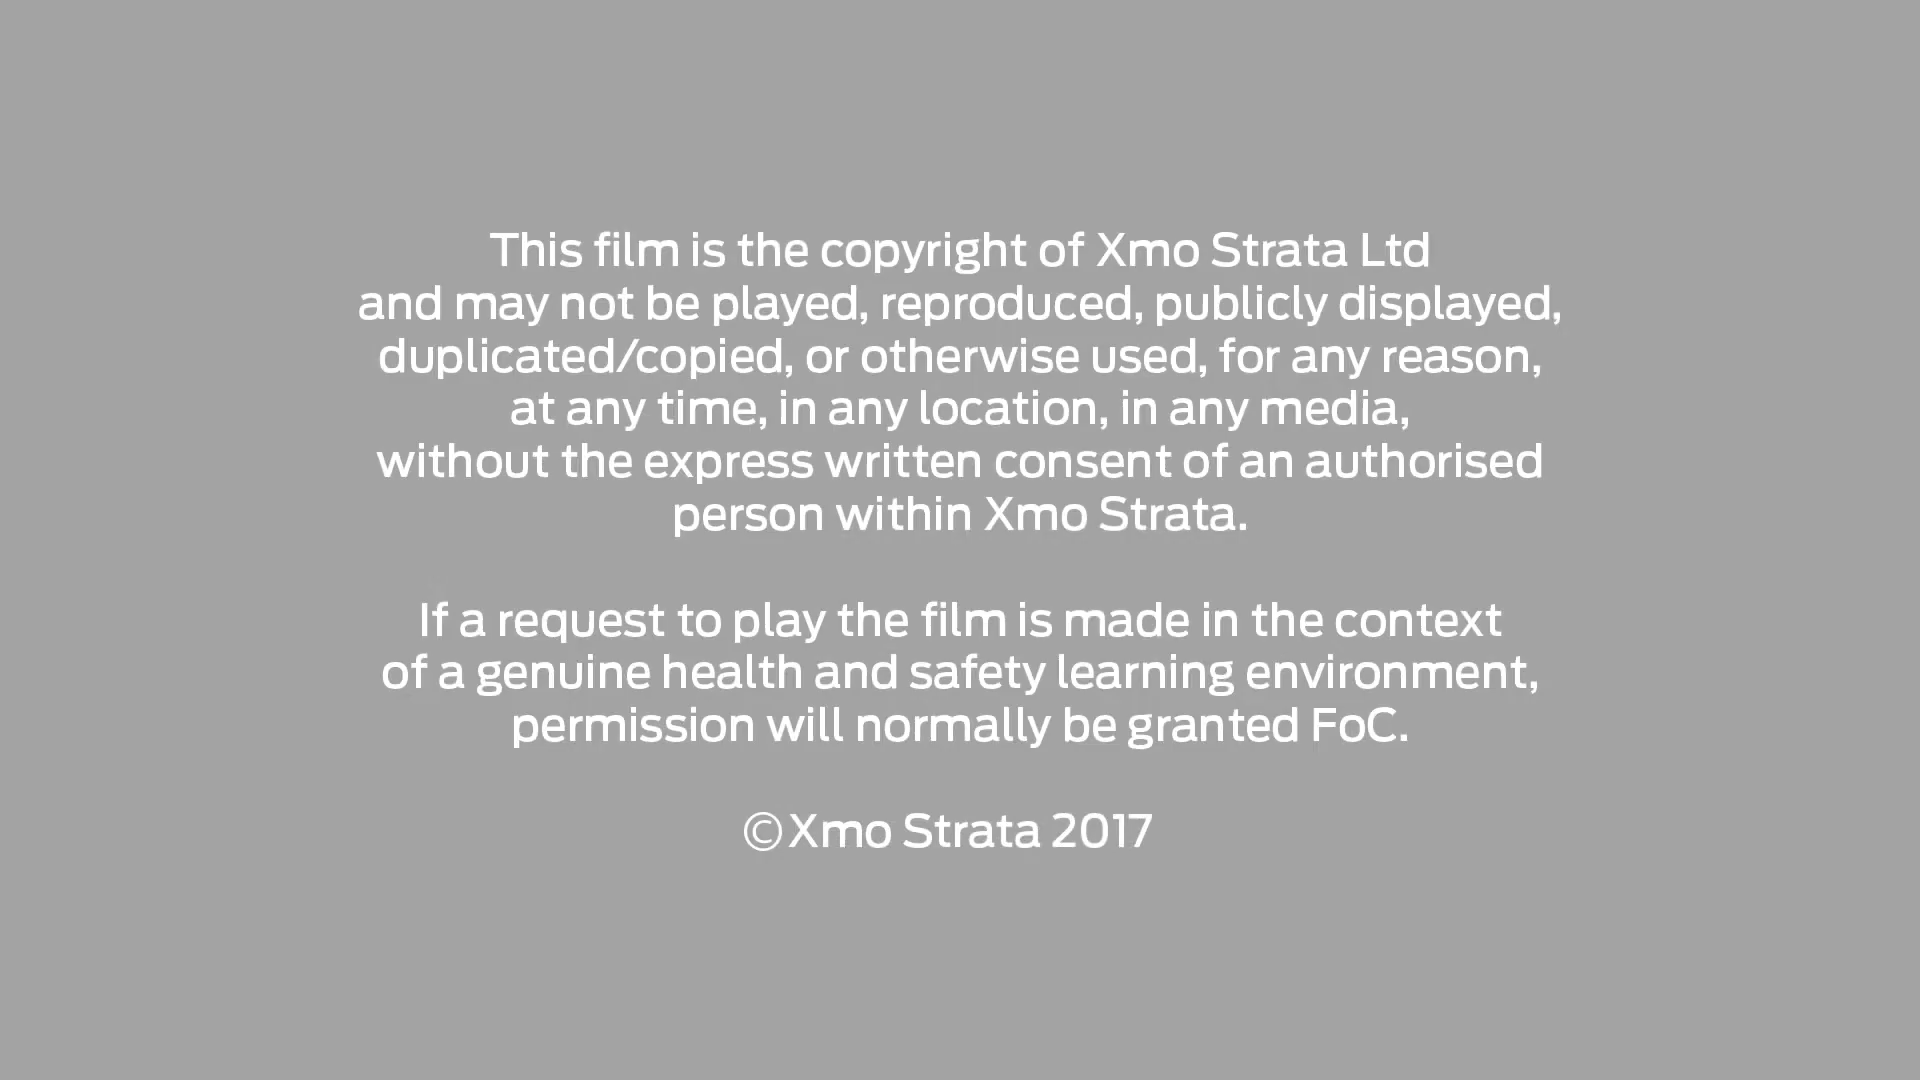 This film is the copyright of Xmo Strata Ltd
and may not be played, reproduced, publicly displayed,
duplicated/copied, or otherwise used, for any reason,
at any time, in any location, in any media,
without the express written consent of an authorised
person within Xmo Strata.
If a request to play the film is made in the context
of a genuine health and safety learning environment,
permission will normally be granted FoC.
©Xmo Strata 2017